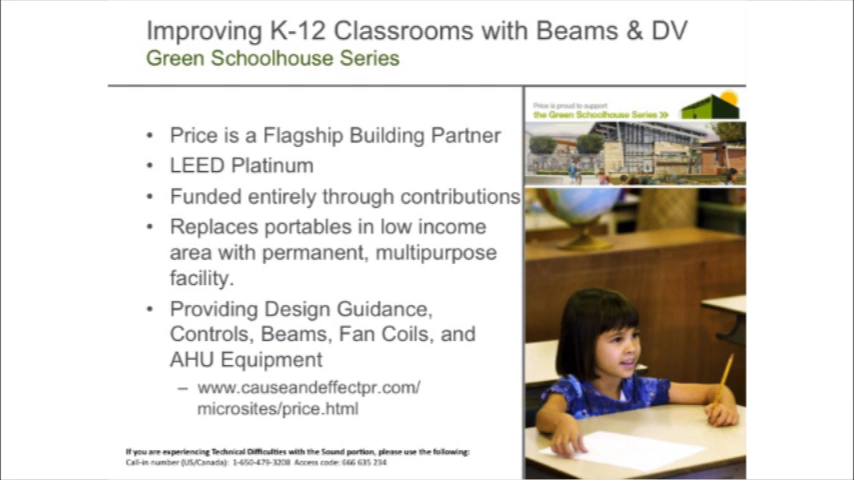 Improving K-12 Classrooms with Beams & DV
Green Schoolhouse Series
Price is proud to support
the Green Schoolhouse Series
• Price is a Flagship Building Partner
• LEED Platinum
• Funded entirely through contributions
• Replaces portables in low income
area with permanent, multipurpose
facility.
• Providing Design Guidance,
Controls, Beams, Fan Coils, and
AHU Equipment
– www.causeandeffectpr.com/
microsites/price.html
If you are experiencing Technical Difficulties with the Sound portion, please use the following:
Call-in number (US/Canada): 1-650-479-3208 Access code: 666 635 234